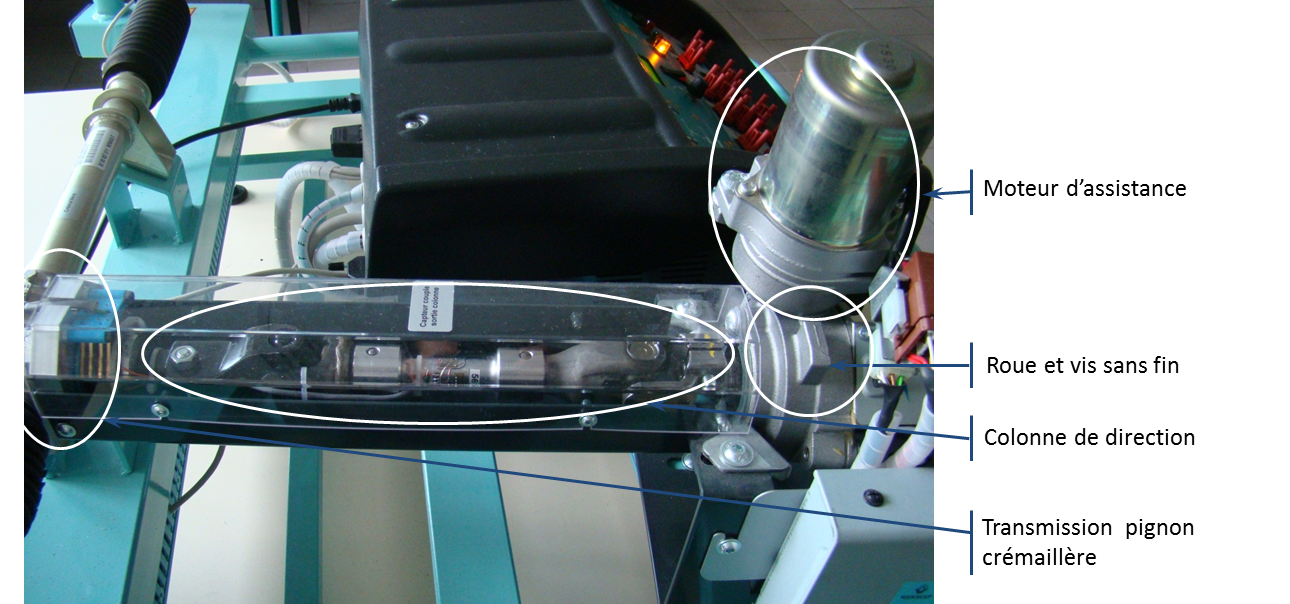 Moteur d'assistance
Roue et vis sans fin
Colonne de direction
Transmission pignon
crémaillère
Capteur couple
sortie colonne